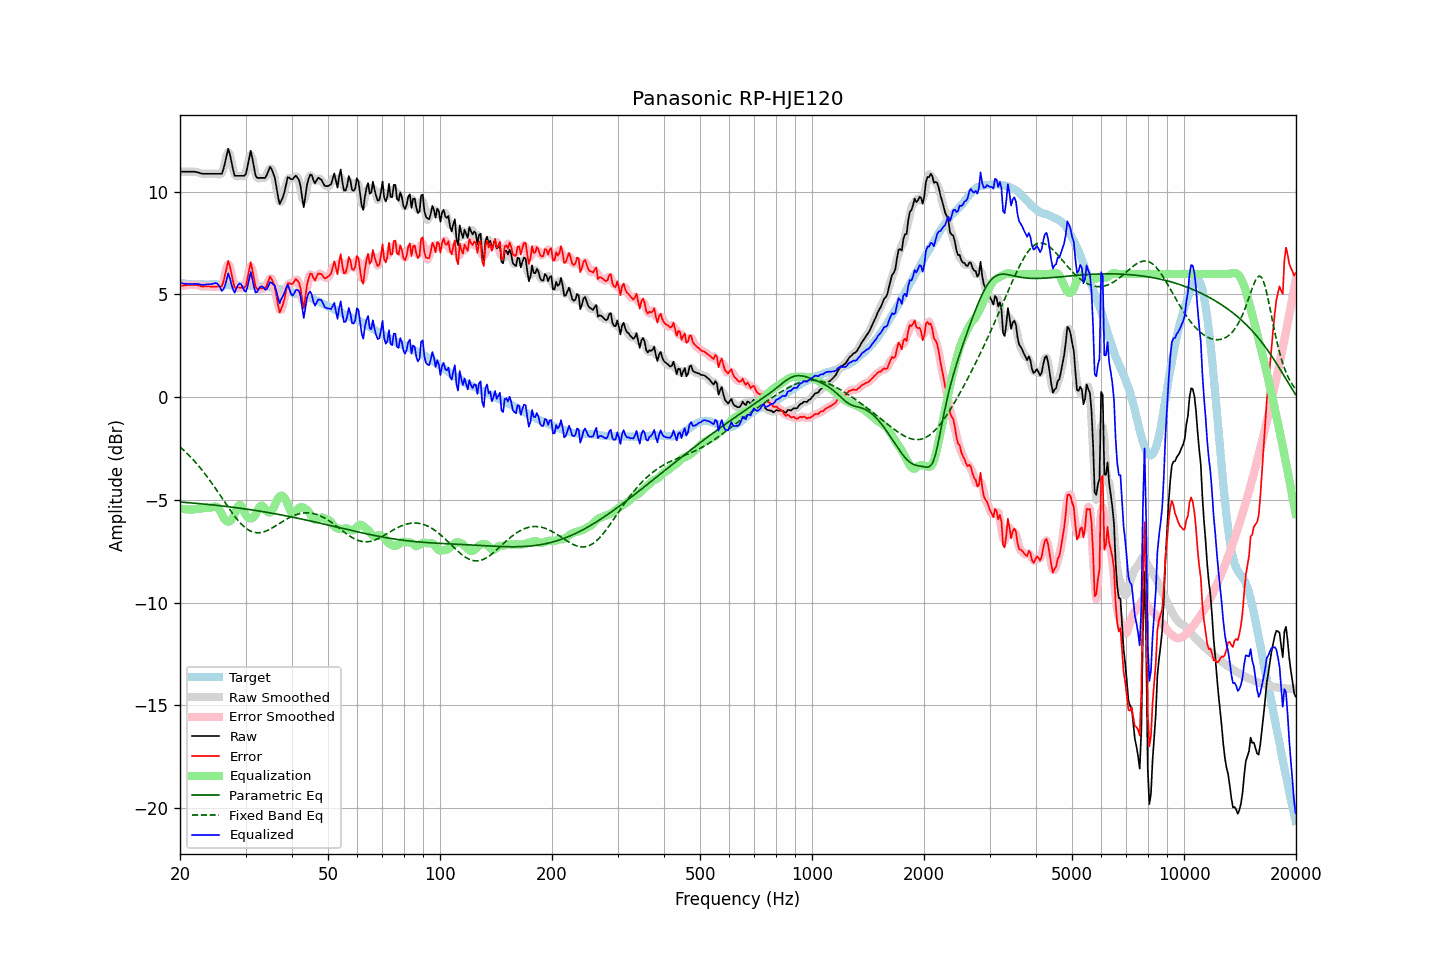 Panasonic RP-HJE120
Amplitude (dBr)
10
5
0
−5
−10
−15
−20
Target
Raw Smoothed
Error Smoothed
Raw
Error
Equalization
Parametric Eq
Fixed Band Eq
Equalized
20 50 100 200 500 1000 2000 5000 10000 20000
Frequency (Hz)